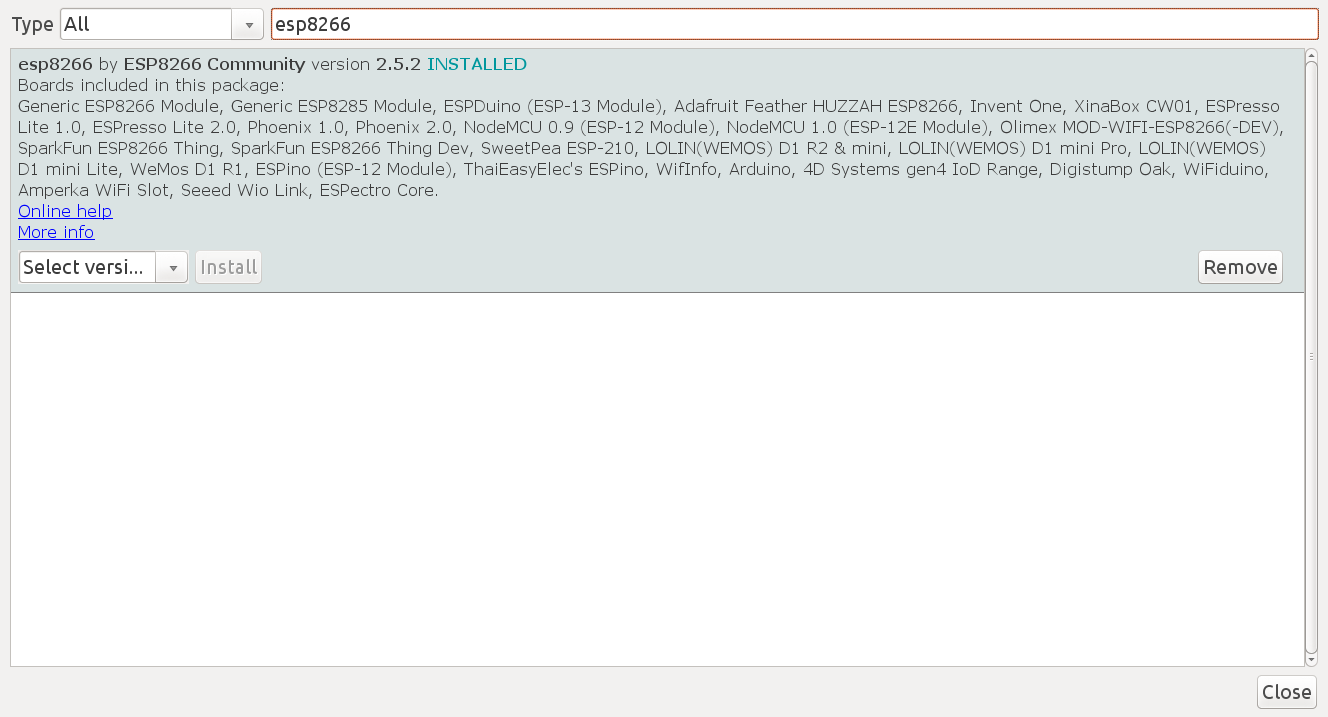 Type All esp8266
esp8266 by ESP8266 Community version 2.5.2 INSTALLED
Boards included in this package:
Generic ESP8266 Module, Generic ESP8285 Module, ESPDuino (ESP-13 Module), Adafruit Feather HUZZAH ESP8266, Invent One, XinaBox CW01, ESPresso
Lite 1.0, ESPresso Lite 2.0, Phoenix 1.0, Phoenix 2.0, NodeMCU 0.9 (ESP-12 Module), NodeMCU 1.0 (ESP-12E Module), Olimex MOD-WIFI-ESP8266(-DEV),
SparkFun ESP8266 Thing, SparkFun ESP8266 Thing Dev, SweetPea ESP-210, LOLIN(WEMOS) D1 R2 & mini, LOLIN(WEMOS) D1 mini Pro, LOLIN(WEMOS)
D1 mini Lite, WeMos D1 R1, ESPino (ESP-12 Module), ThaiEasyElec's ESPino, WifInfo, Arduino, 4D Systems gen4 IoD Range, Digistump Oak, WiFiduino,
Amperka WiFi Slot, Seeed Wio Link, ESPectro Core.
Online help
More info
Select versi... Install Remove
Close